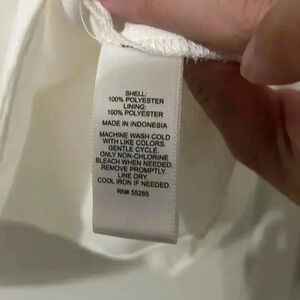 SHELL:
100% POLYESTER
LINING:
100% POLYESTER
MADE IN INDONESIA
MACHINE WASH COLD
WITH LIKE COLORS.
GENTLE CYCLE.
ONLY NON-CHLORINE
BLEACH WHEN NEEDED.
REMOVE PROMPTLY.
LINE DRY.
COOL IRON IF NEEDED.
RN# 55285